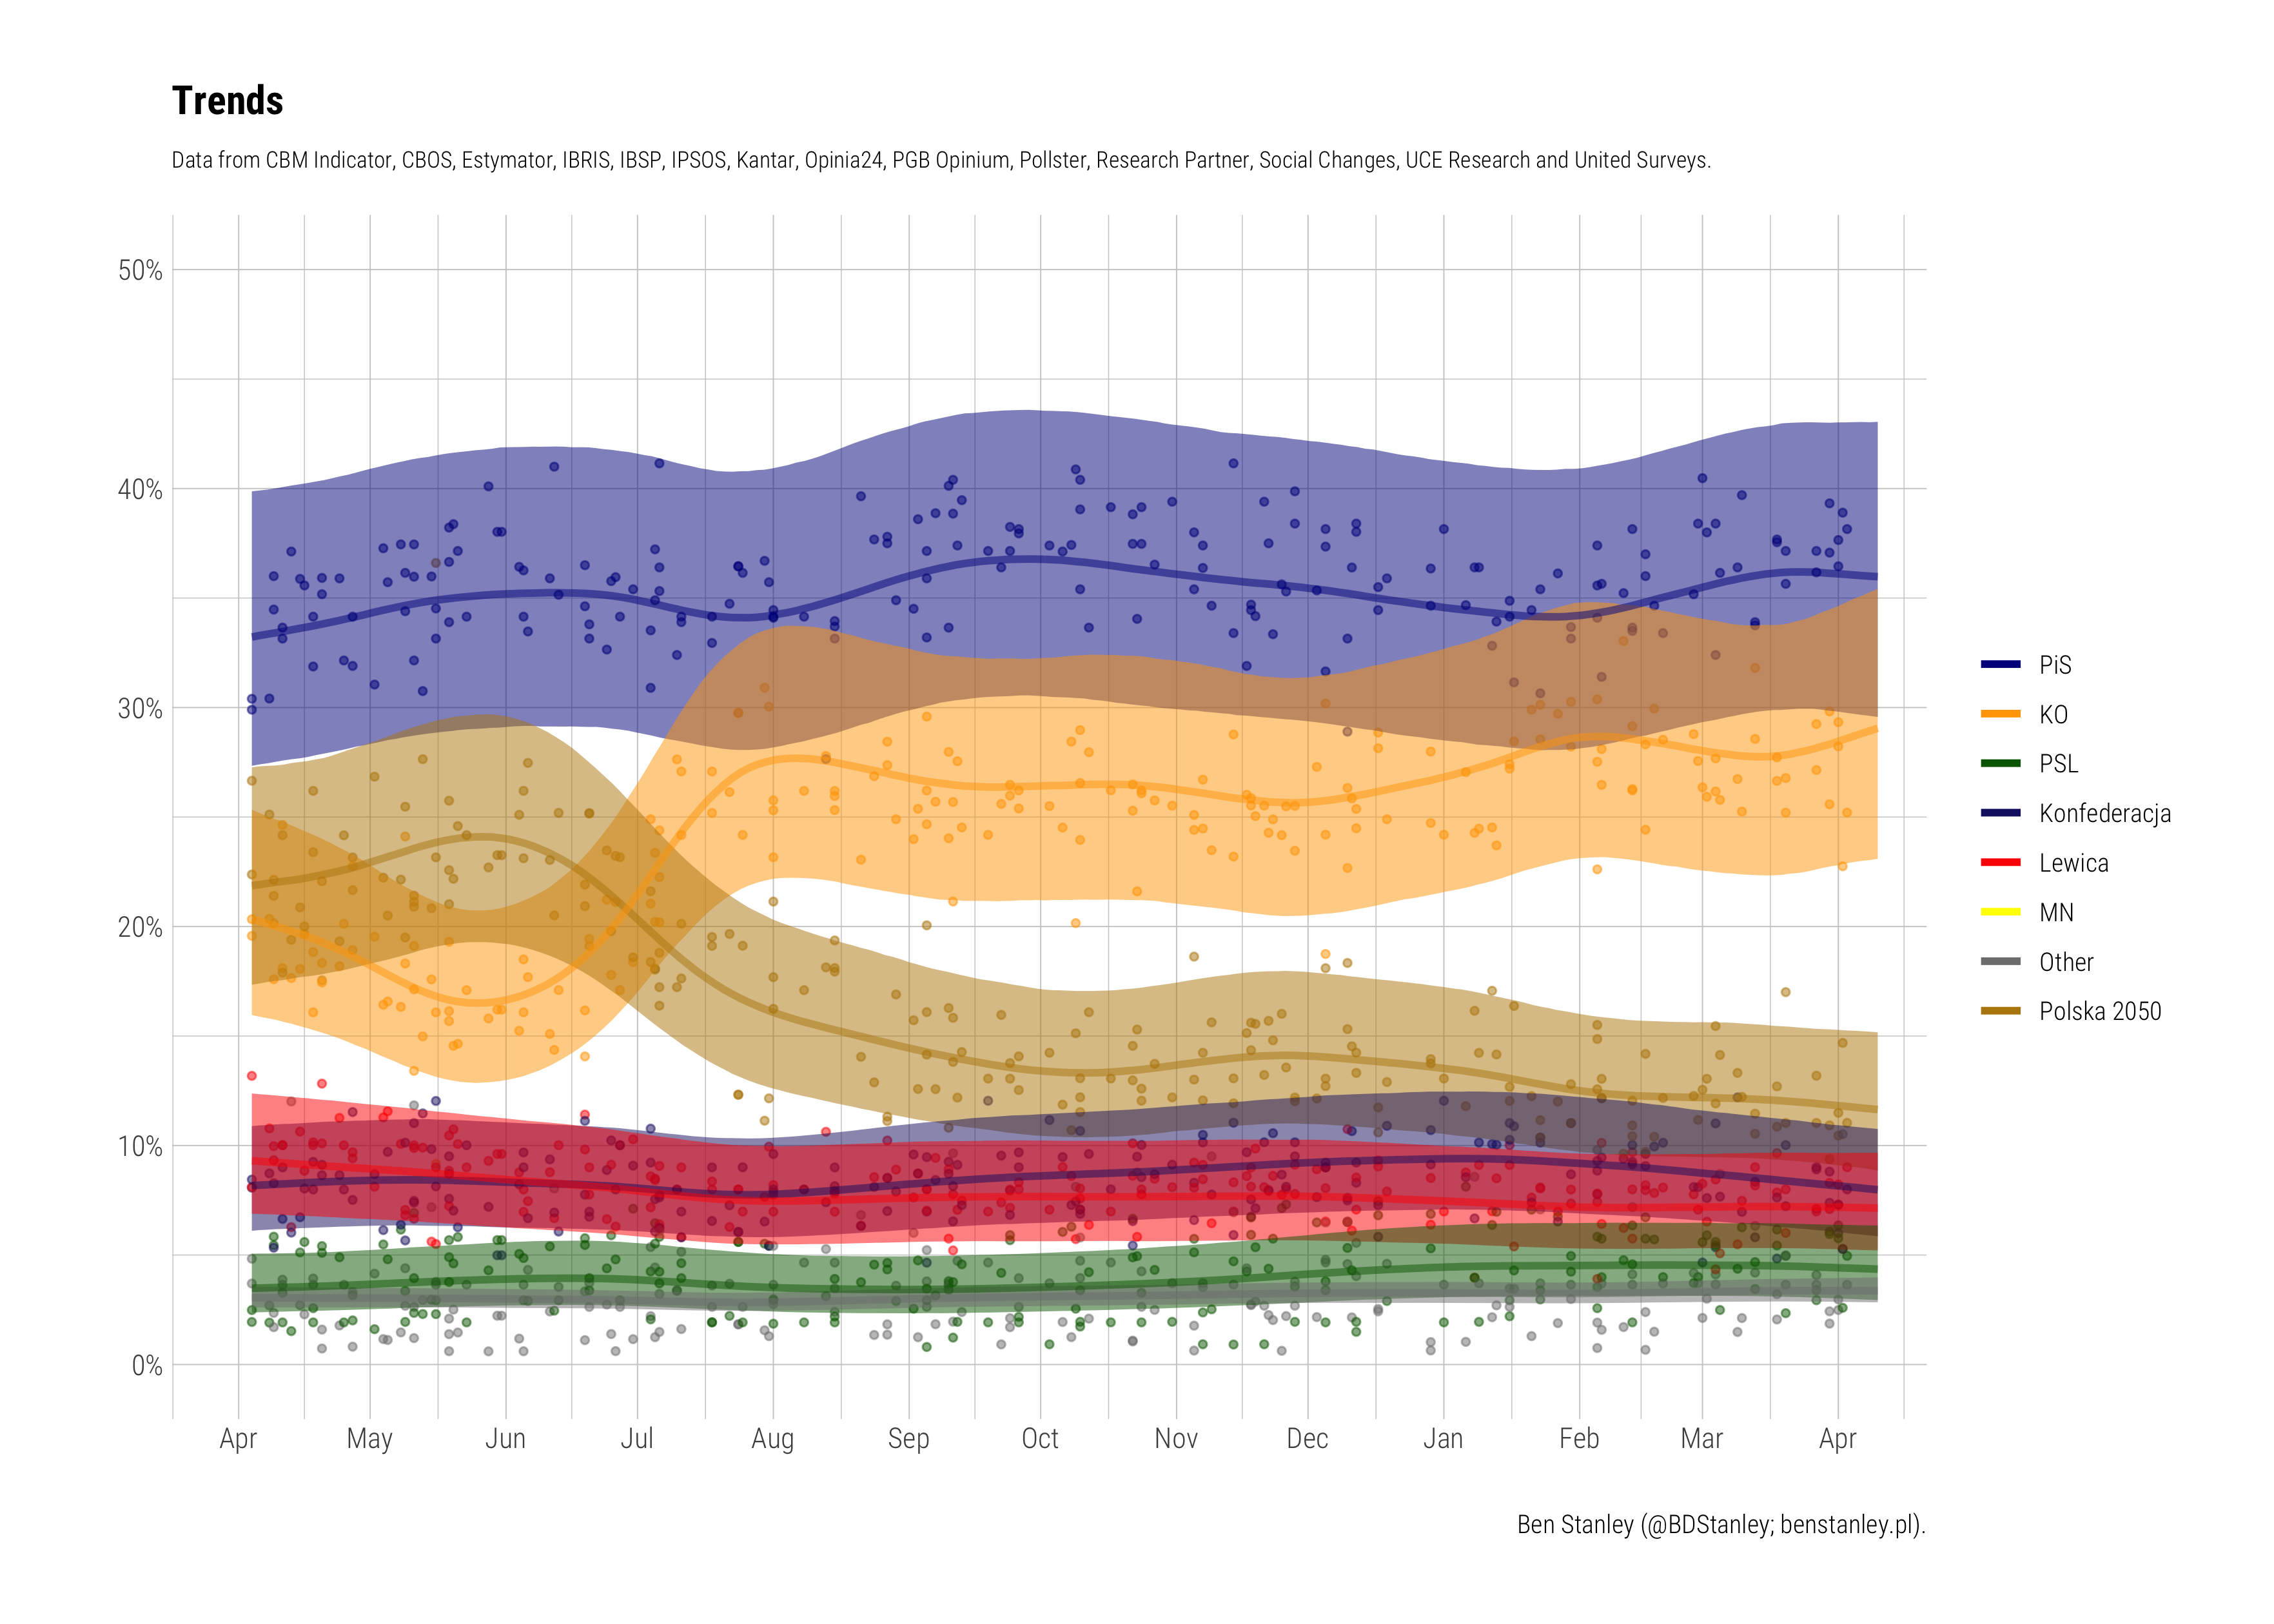 Trends
Data from CBM Indicator, CBOS, Estymator, IBRIS, IBSP, IPSOS, Kantar, Opinia24, PGB Opinium, Pollster, Research Partner, Social Changes, UCE Research and United Surveys.
50%
40%
30%
20%
10%
0%
Apr May Jun Jul Aug Sep Oct Nov Dec Jan Feb Mar Apr
PiS
KO
PSL
Konfederacja
Lewica
MN
Other
Polska 2050
Ben Stanley (@BDStanley; benstanley.pl).